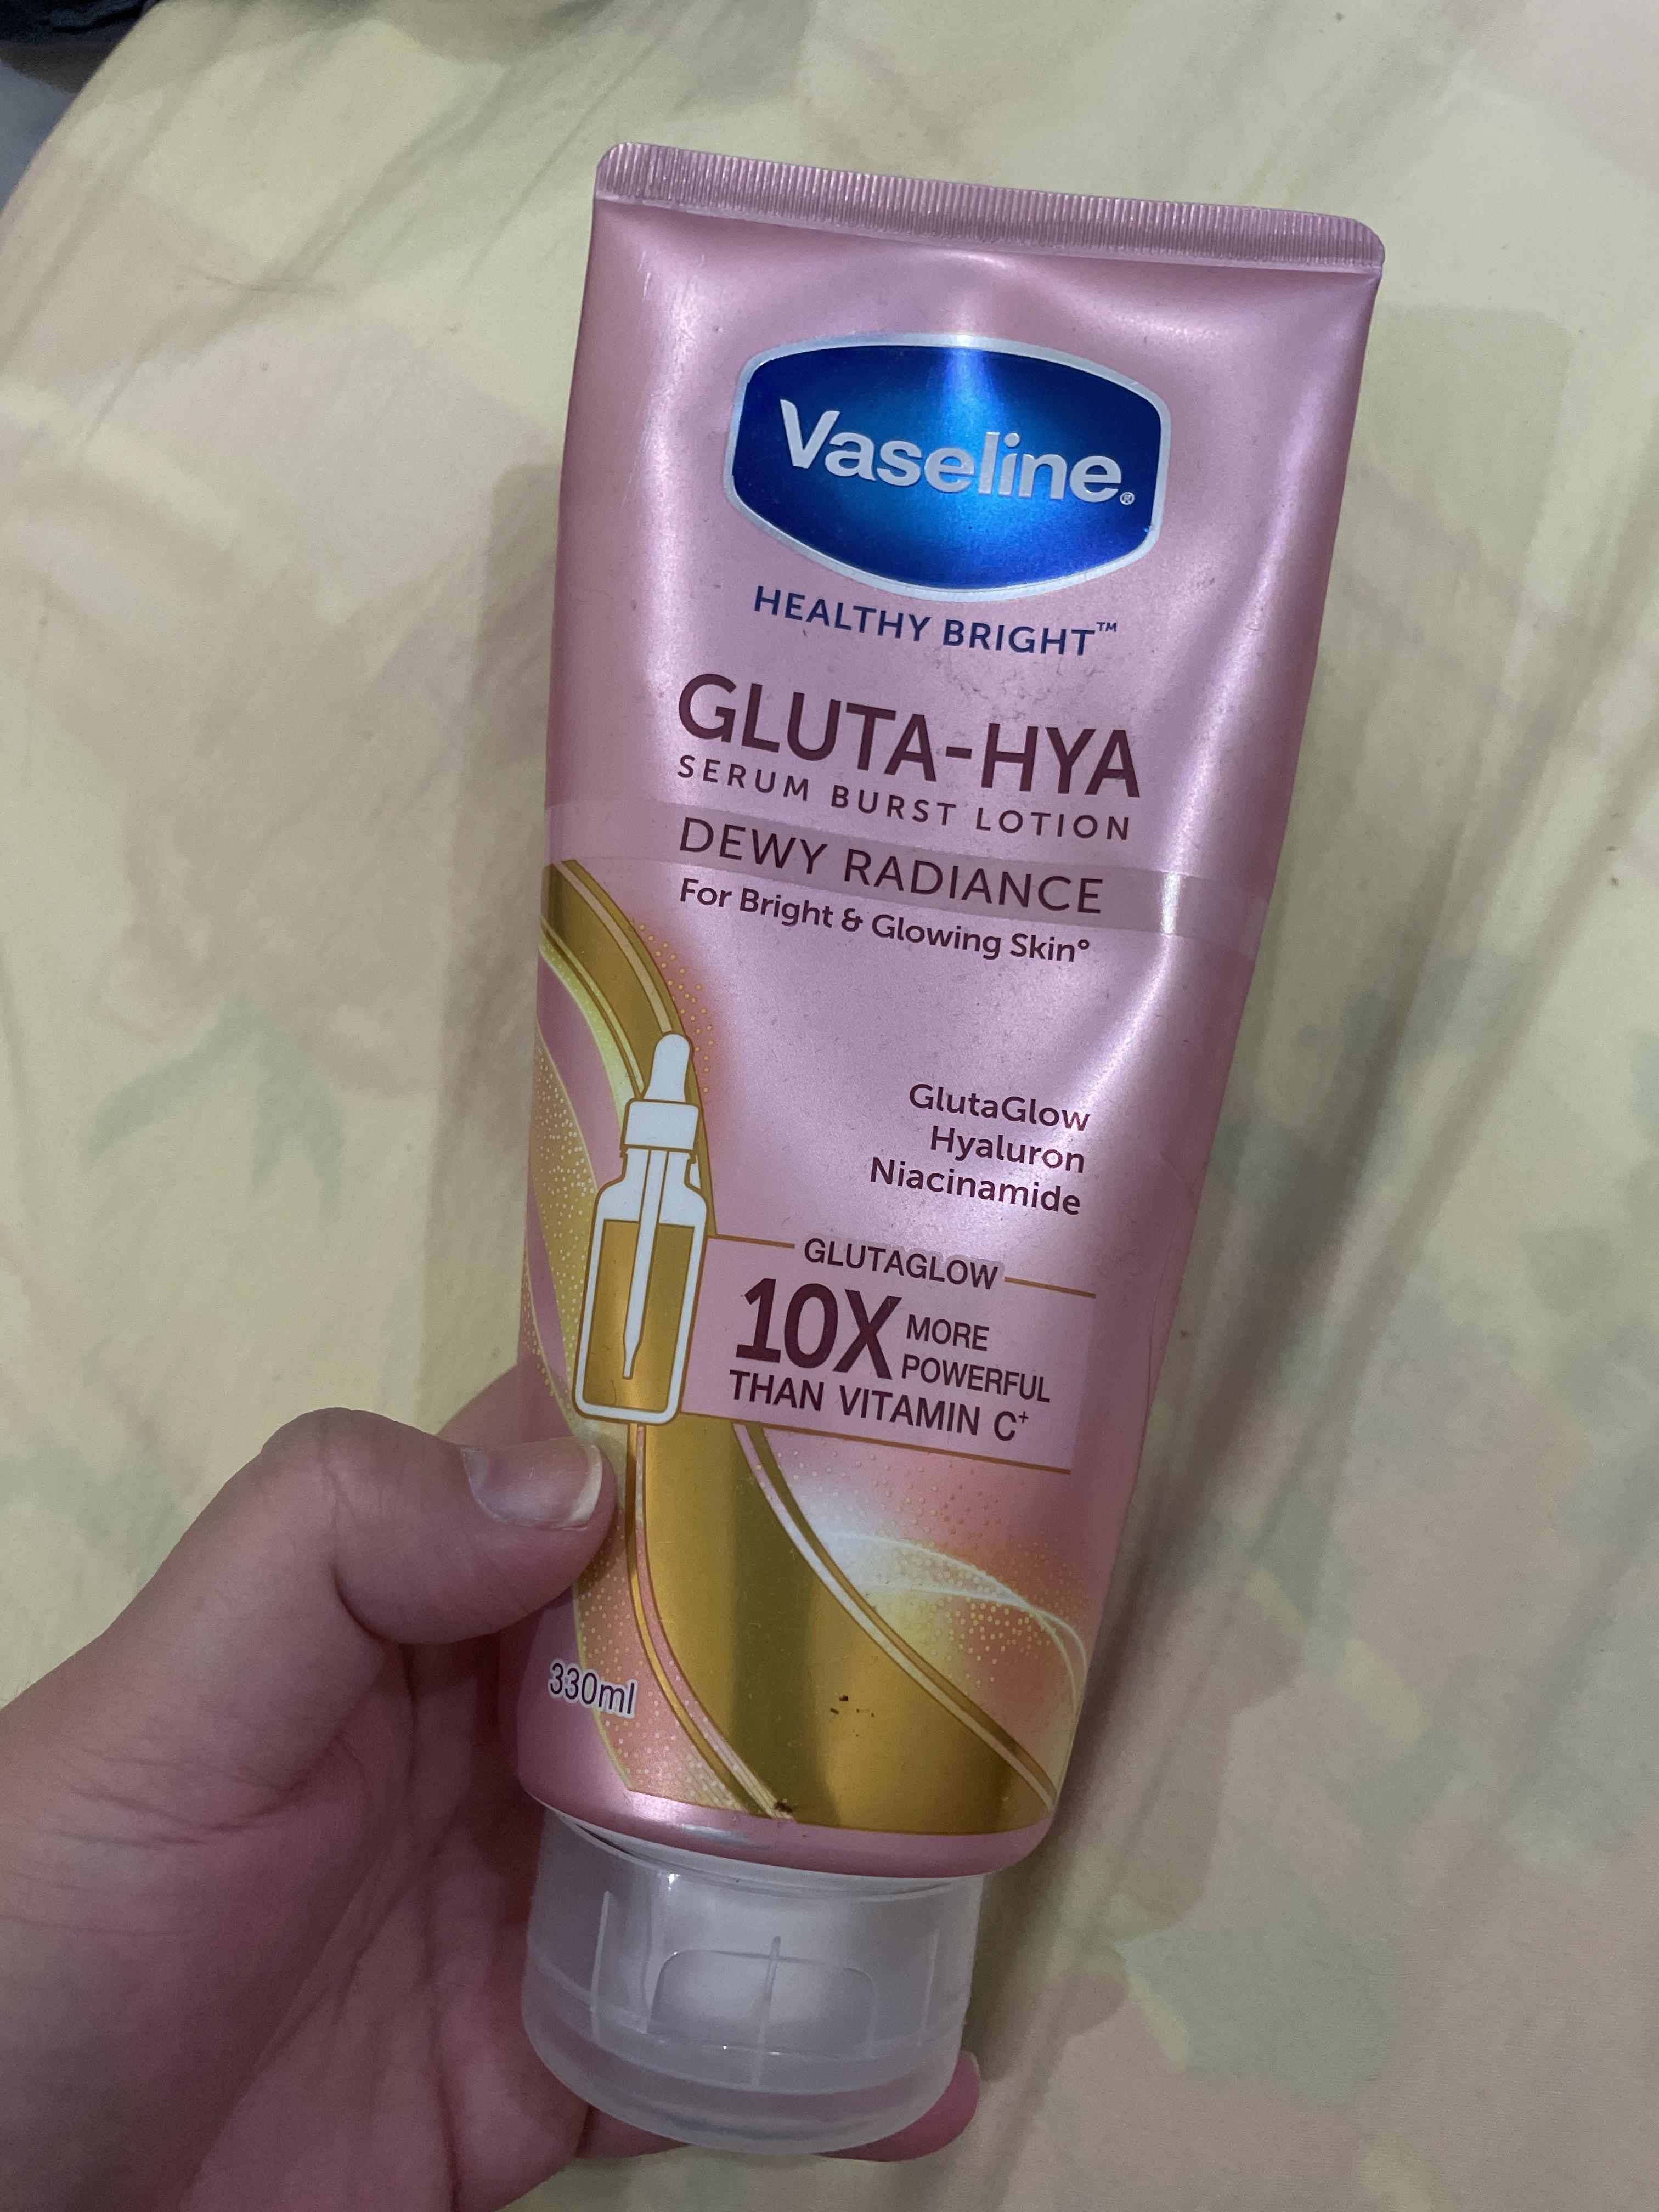 Vaseline®
HEALTHY BRIGHT™
GLUTA-HYA
SERUM BURST LOTION
DEWY RADIANCE
For Bright & Glowing Skin°
GlutaGlow
Hyaluron
Niacinamide
GLUTAGLOW
10X MORE
POWERFUL
THAN VITAMIN C⁺
330ml